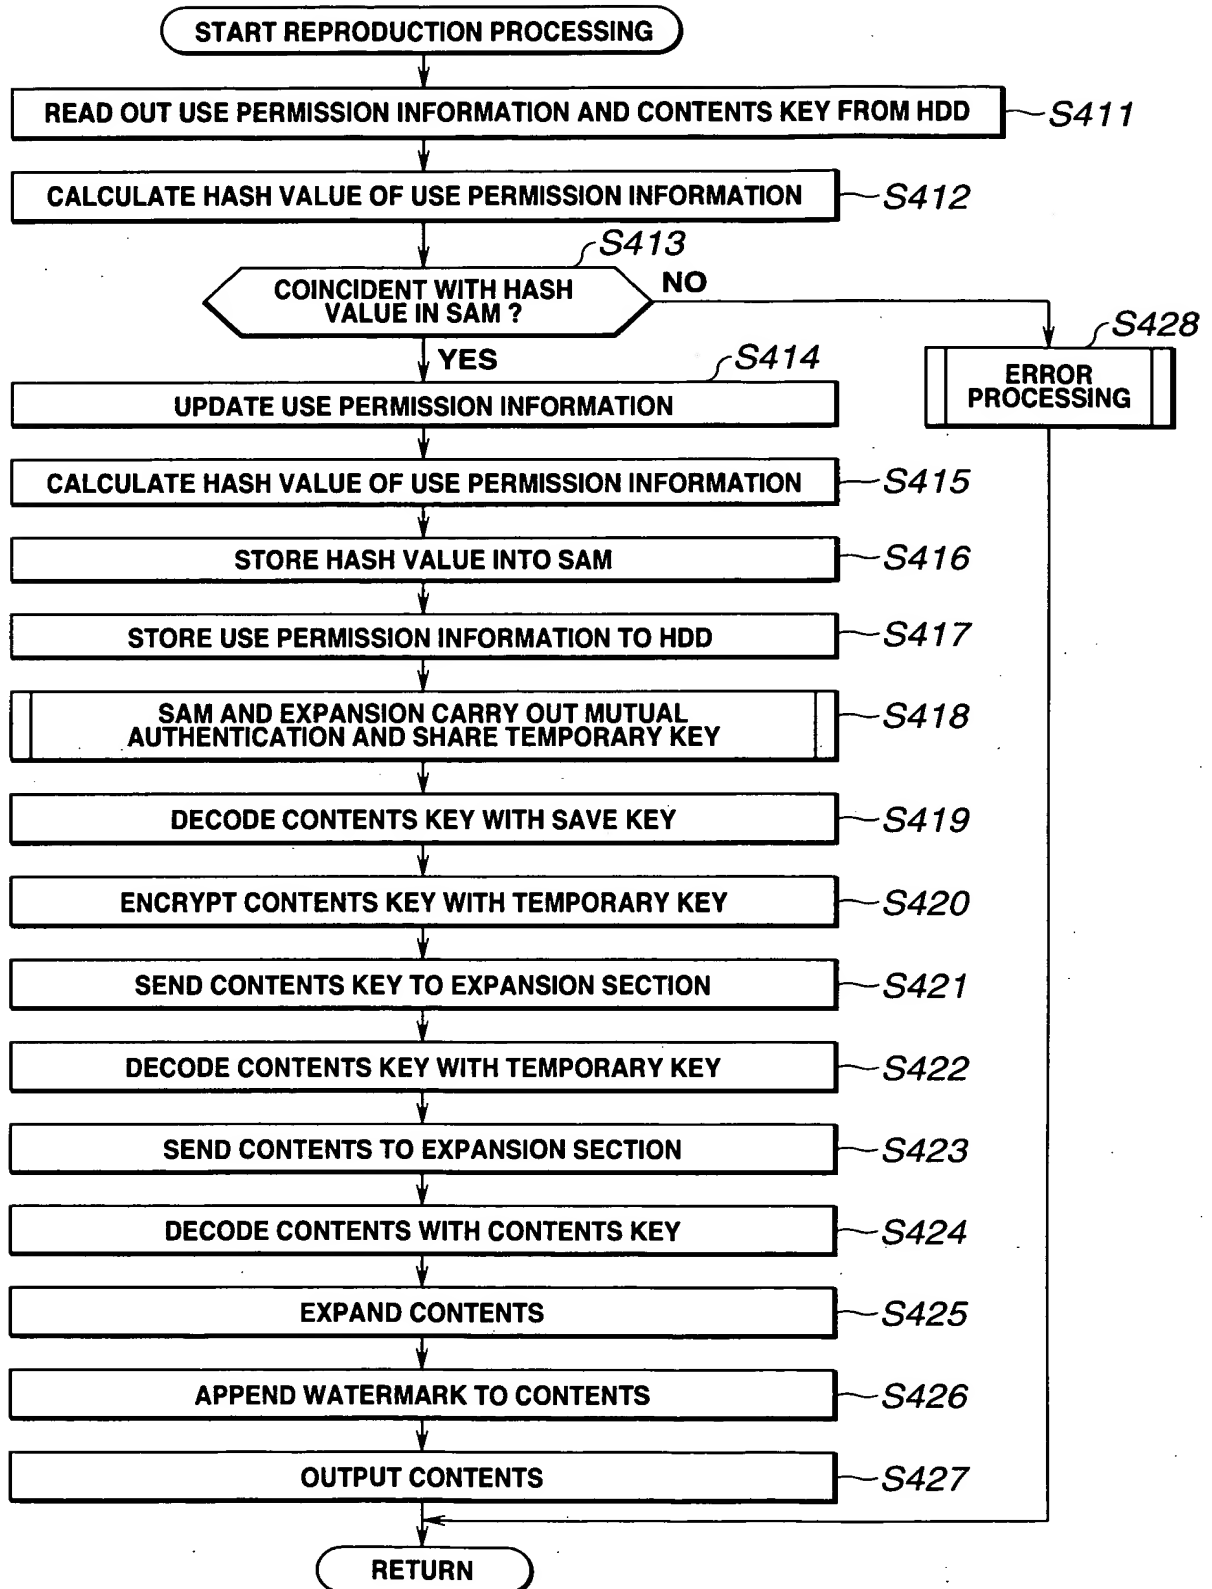 START REPRODUCTION PROCESSING
READ OUT USE PERMISSION INFORMATION AND CONTENTS KEY FROM HDD
S411
CALCULATE HASH VALUE OF USE PERMISSION INFORMATION
S412
S413
COINCIDENT WITH HASH
VALUE IN SAM ?
NO
YES
S428
ERROR
PROCESSING
S414
UPDATE USE PERMISSION INFORMATION
CALCULATE HASH VALUE OF USE PERMISSION INFORMATION
S415
STORE HASH VALUE INTO SAM
S416
STORE USE PERMISSION INFORMATION TO HDD
S417
SAM AND EXPANSION CARRY OUT MUTUAL
AUTHENTICATION AND SHARE TEMPORARY KEY
S418
DECODE CONTENTS KEY WITH SAVE KEY
S419
ENCRYPT CONTENTS KEY WITH TEMPORARY KEY
S420
SEND CONTENTS KEY TO EXPANSION SECTION
S421
DECODE CONTENTS KEY WITH TEMPORARY KEY
S422
SEND CONTENTS TO EXPANSION SECTION
S423
DECODE CONTENTS WITH CONTENTS KEY
S424
EXPAND CONTENTS
S425
APPEND WATERMARK TO CONTENTS
S426
OUTPUT CONTENTS
S427
RETURN